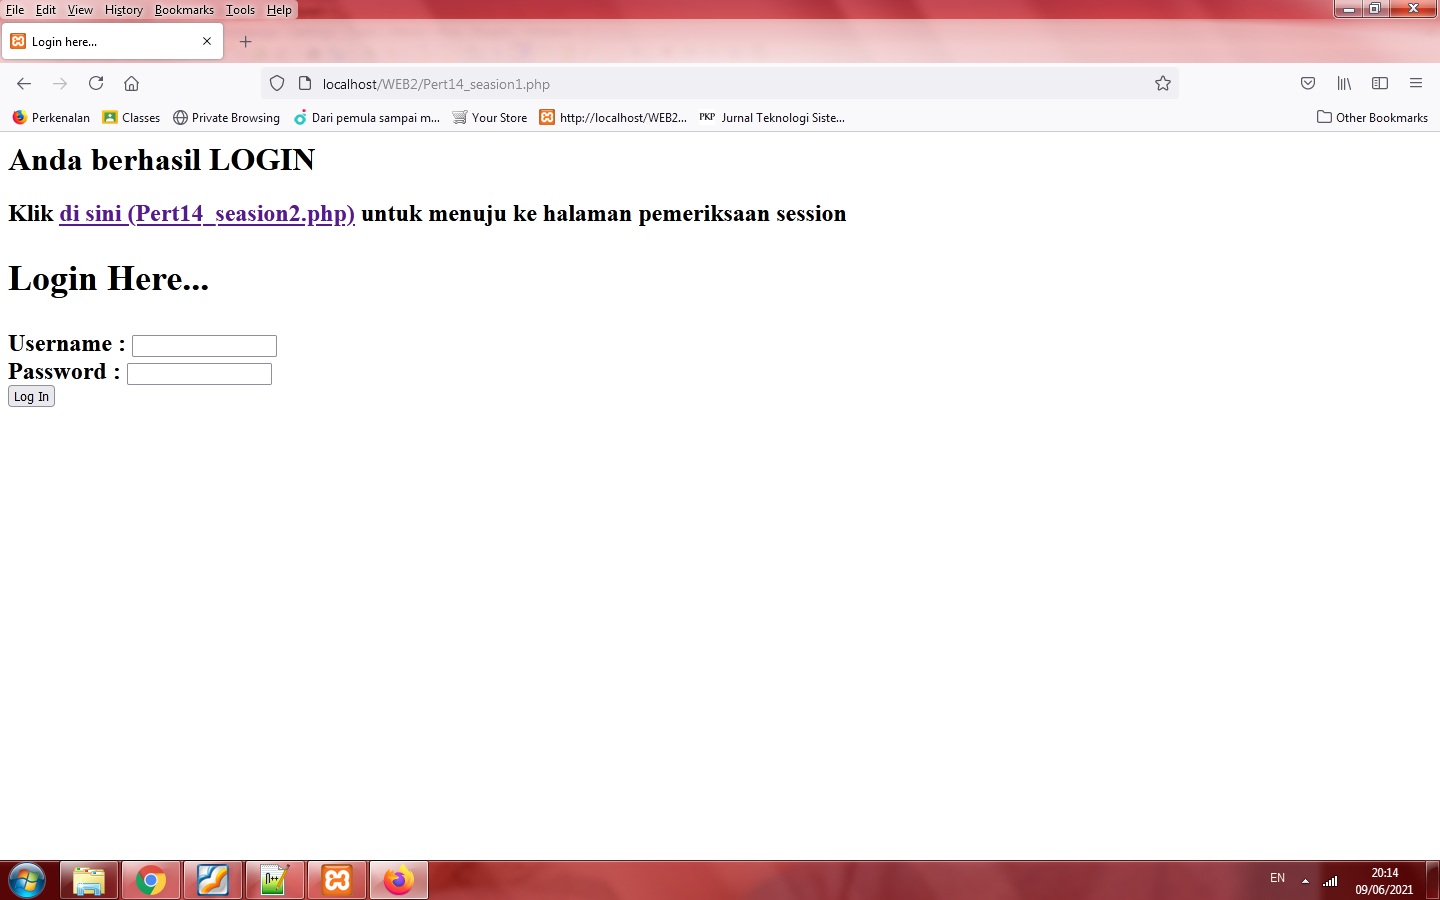 File Edit View History Bookmarks Tools Help
Login here...
localhost/WEB2/Pert14_seasion1.php
Perkenalan Classes Private Browsing Dari pemula sampai m... Your Store http://localhost/WEB2... PKP Jurnal Teknologi Siste... Other Bookmarks
Anda berhasil LOGIN
Klik di sini (Pert14_seasion2.php) untuk menuju ke halaman pemeriksaan session
Login Here...
Username :
Password :
Log In
EN 20:14
09/06/2021